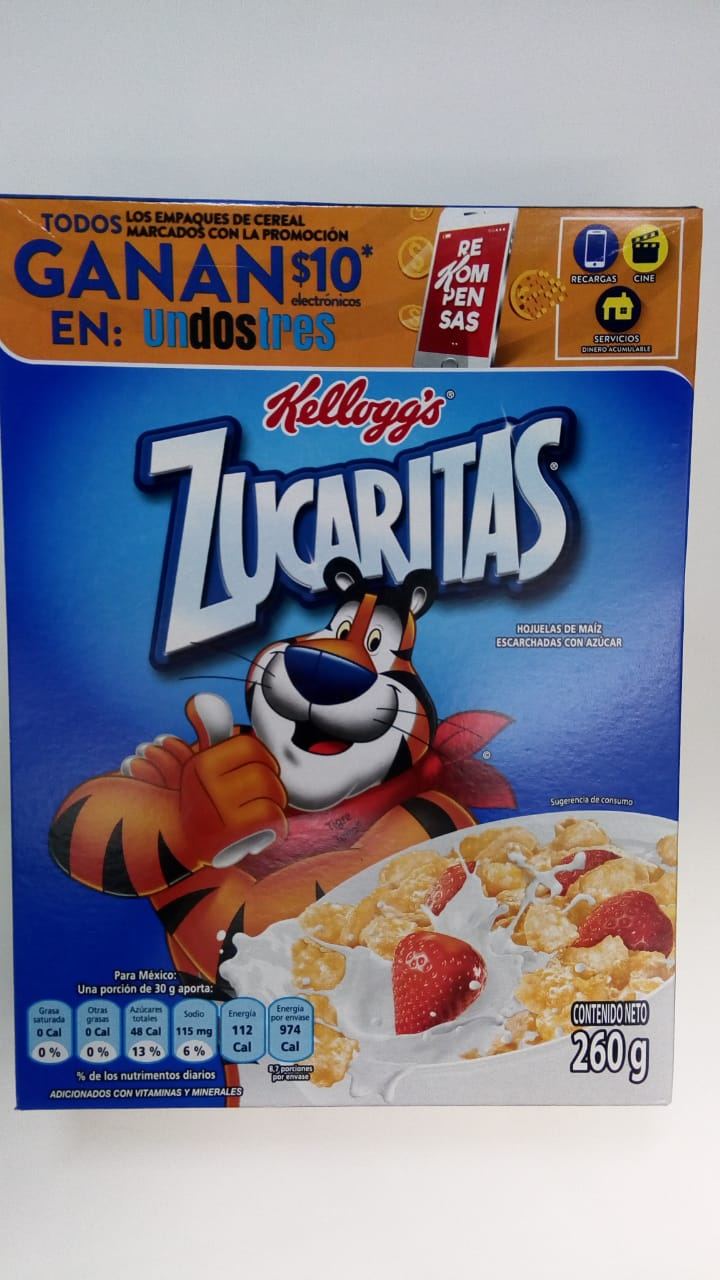 TODOS LOS EMPAQUES DE CEREAL
MARCADOS CON LA PROMOCIÓN
GANAN $10*
electrónicos
EN: undostres
RE
KOM
PEN
SAS
RECARGAS
CINE
SERVICIOS
DINERO ACUMULABLE
Kellogg's®
ZUCARITAS®
HOJUELAS DE MAÍZ
ESCARCHADAS CON AZÚCAR
©
Tigre
Sugerencia de consumo
Para México:
Una porción de 30 g aporta:
Grasa saturada 0 Cal 0 %
Otras grasas 0 Cal 0 %
Azúcares totales 48 Cal 13 %
Sodio 115 mg 6 %
Energía 112 Cal
Energía por envase 974 Cal
% de los nutrimentos diarios
8,7 porciones
por envase
ADICIONADOS CON VITAMINAS Y MINERALES
CONTENIDO NETO
260 g